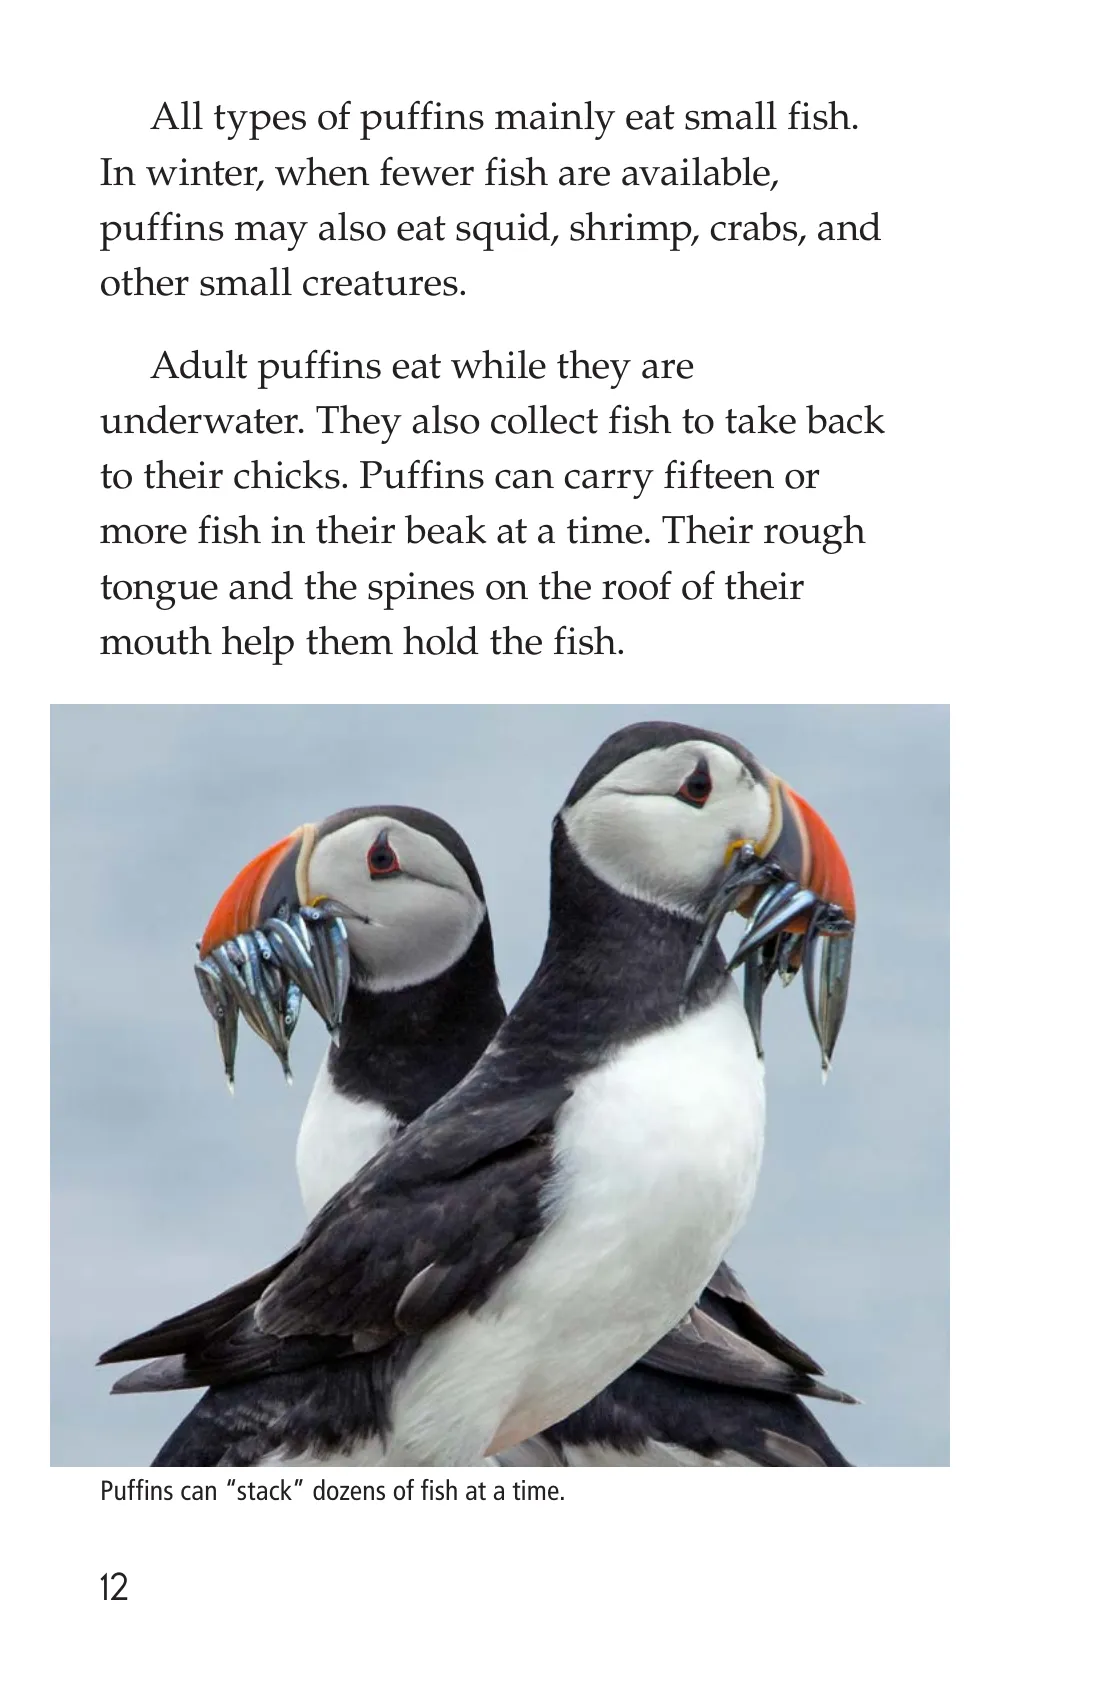 All types of puffins mainly eat small fish.
In winter, when fewer fish are available,
puffins may also eat squid, shrimp, crabs, and
other small creatures.
Adult puffins eat while they are
underwater. They also collect fish to take back
to their chicks. Puffins can carry fifteen or
more fish in their beak at a time. Their rough
tongue and the spines on the roof of their
mouth help them hold the fish.
Puffins can “stack” dozens of fish at a time.
12